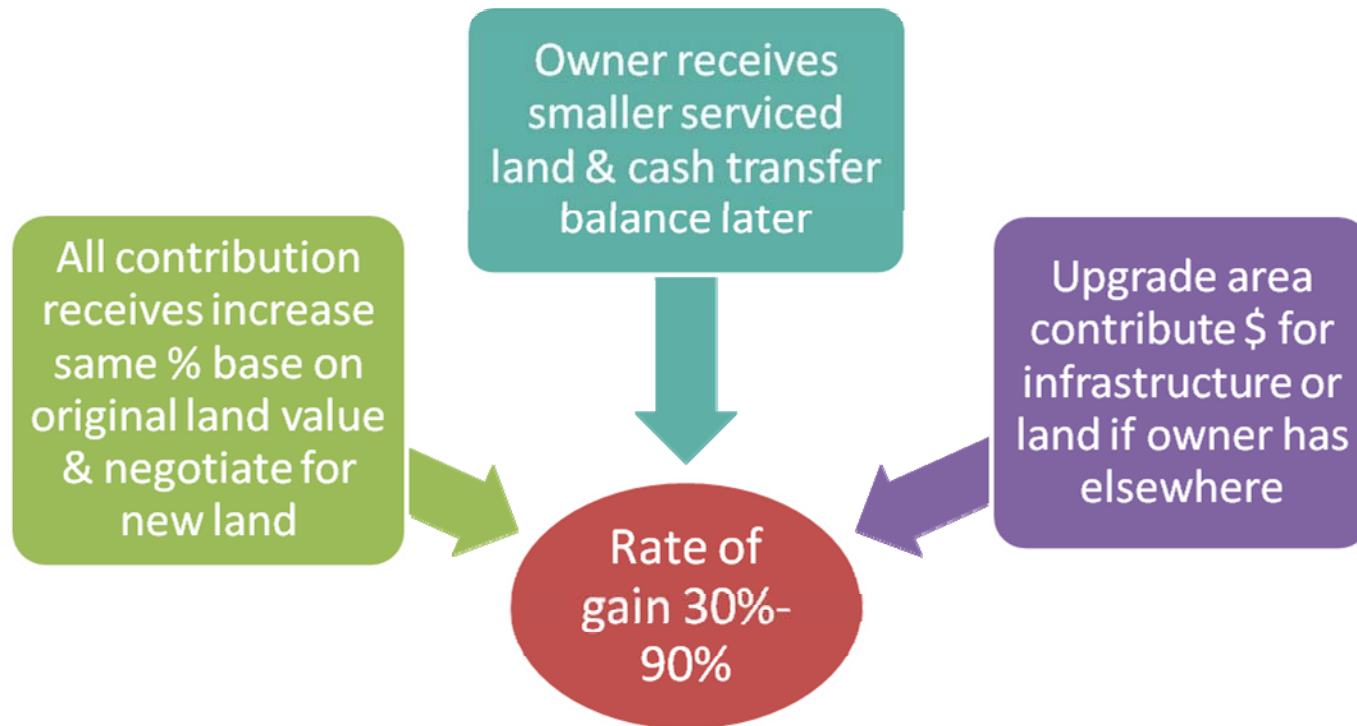 Owner receives
smaller serviced
land & cash transfer
balance later
All contribution
receives increase
same % base on
original land value
& negotiate for
new land
Upgrade area
contribute $ for
infrastructure or
land if owner has
elsewhere
Rate of
gain 30%-
90%